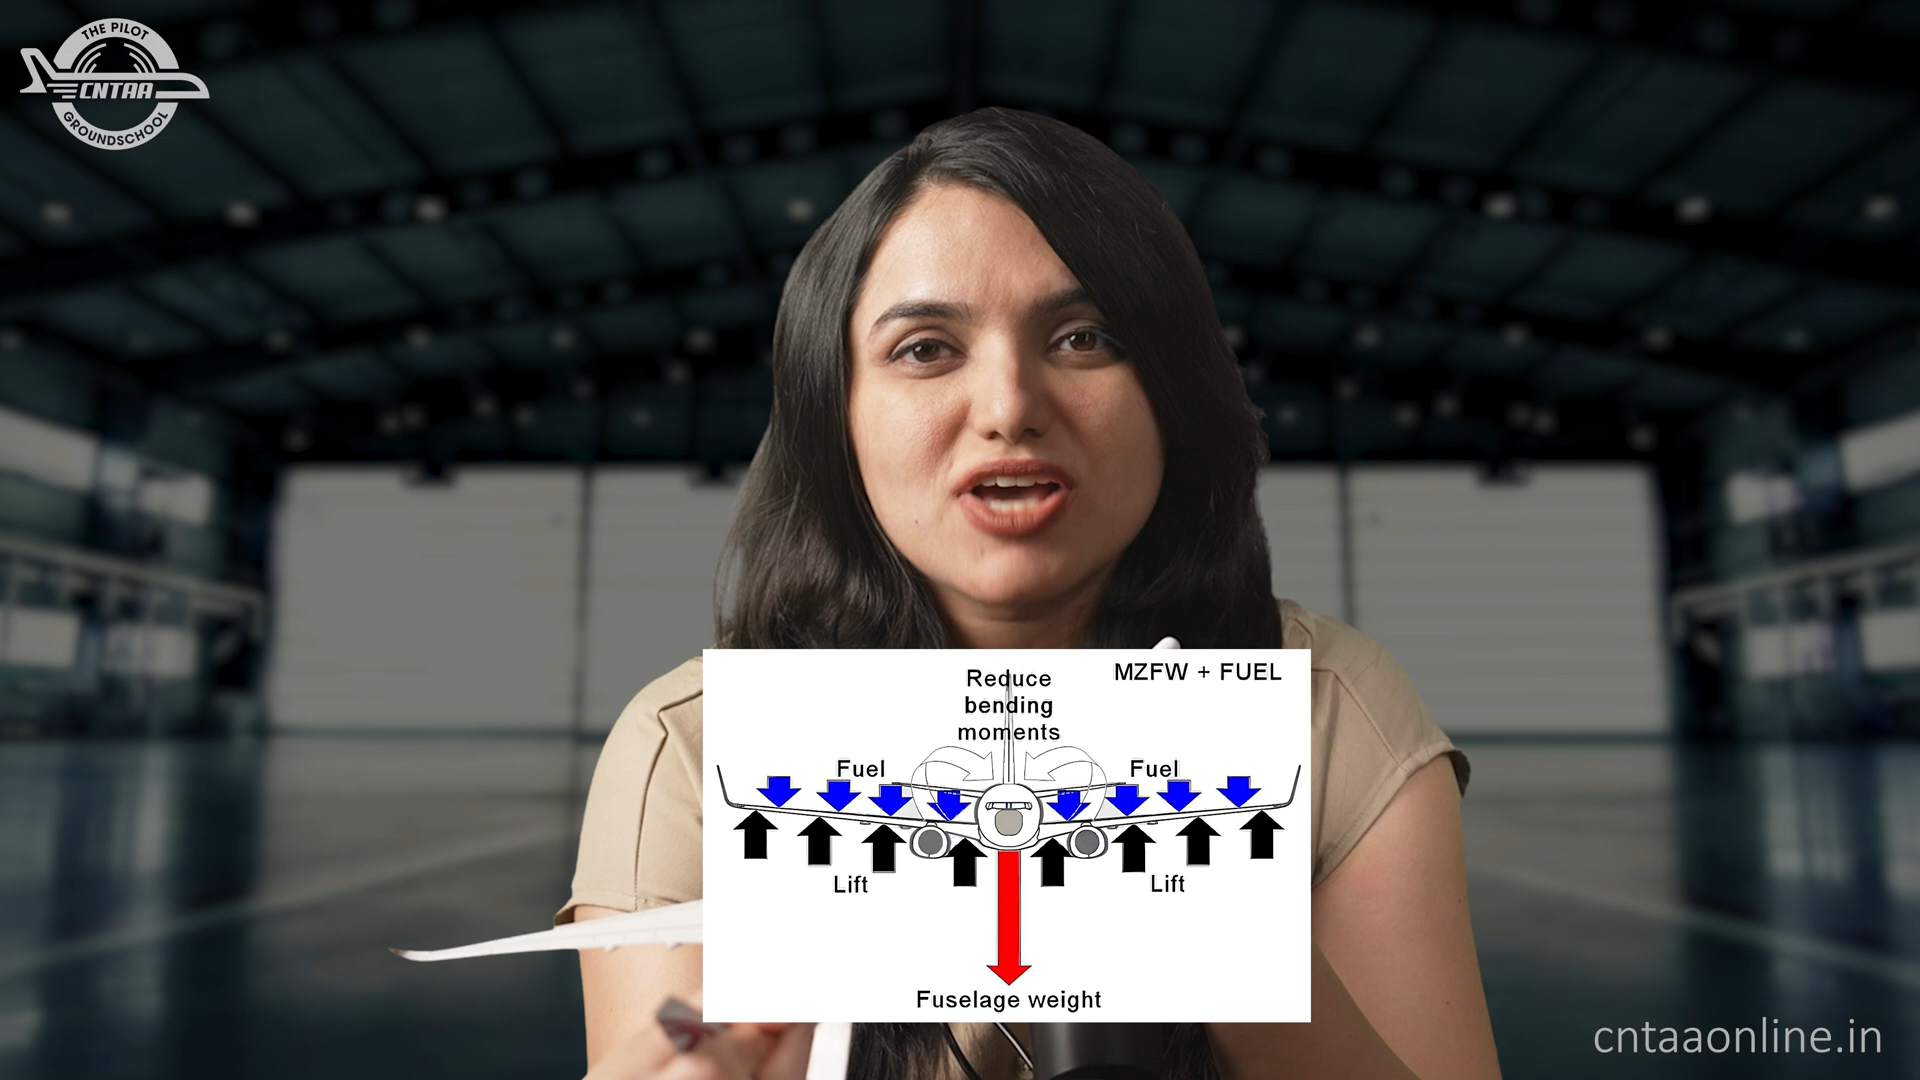 THE PILOT
CNTAA
GROUNDSCHOOL
Reduce
bending
moments
MZFW + FUEL
Fuel
Fuel
Lift
Lift
Fuselage weight
cntaaonline.in